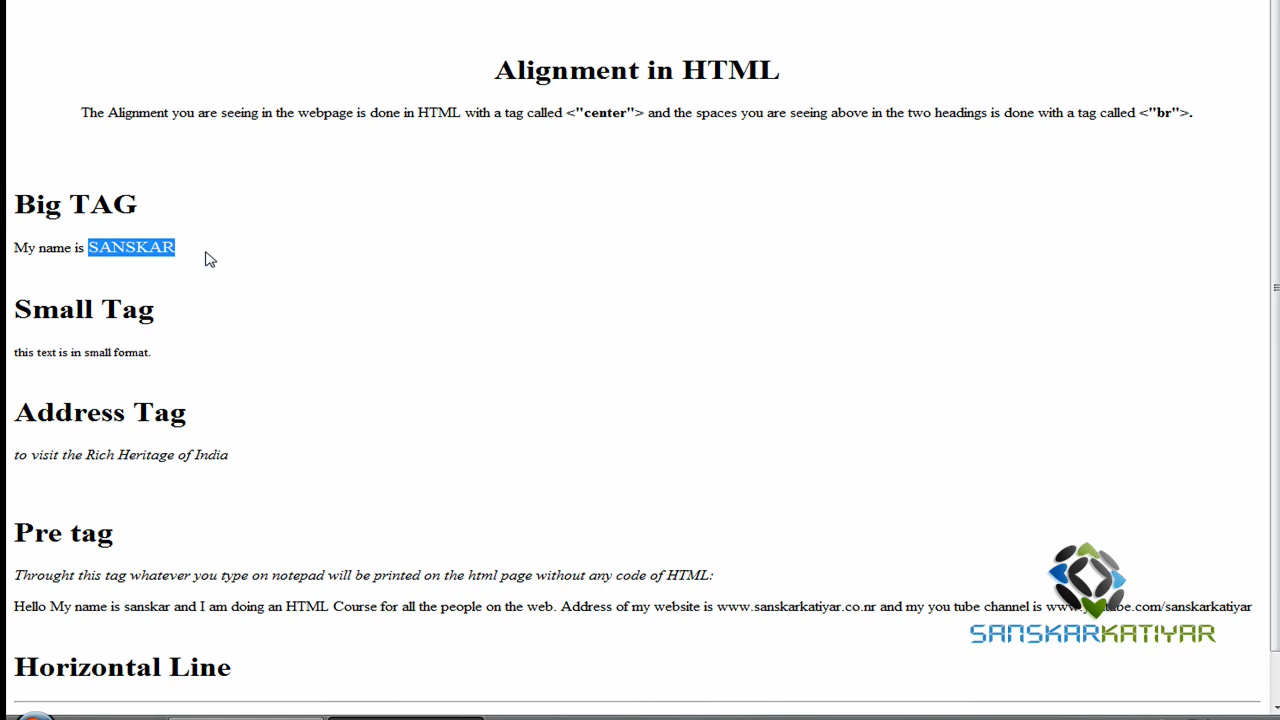 Alignment in HTML
The Alignment you are seeing in the webpage is done in HTML with a tag called <"center"> and the spaces you are seeing above in the two headings is done with a tag called <"br">.
Big TAG
My name is SANSKAR
Small Tag
this text is in small format.
Address Tag
to visit the Rich Heritage of India
Pre tag
Throught this tag whatever you type on notepad will be printed on the html page without any code of HTML:
Hello My name is sanskar and I am doing an HTML Course for all the people on the web. Address of my website is www.sanskarkatiyar.co.nr and my you tube channel is www.youtube.com/sanskarkatiyar
SANSKARKATIYAR
Horizontal Line